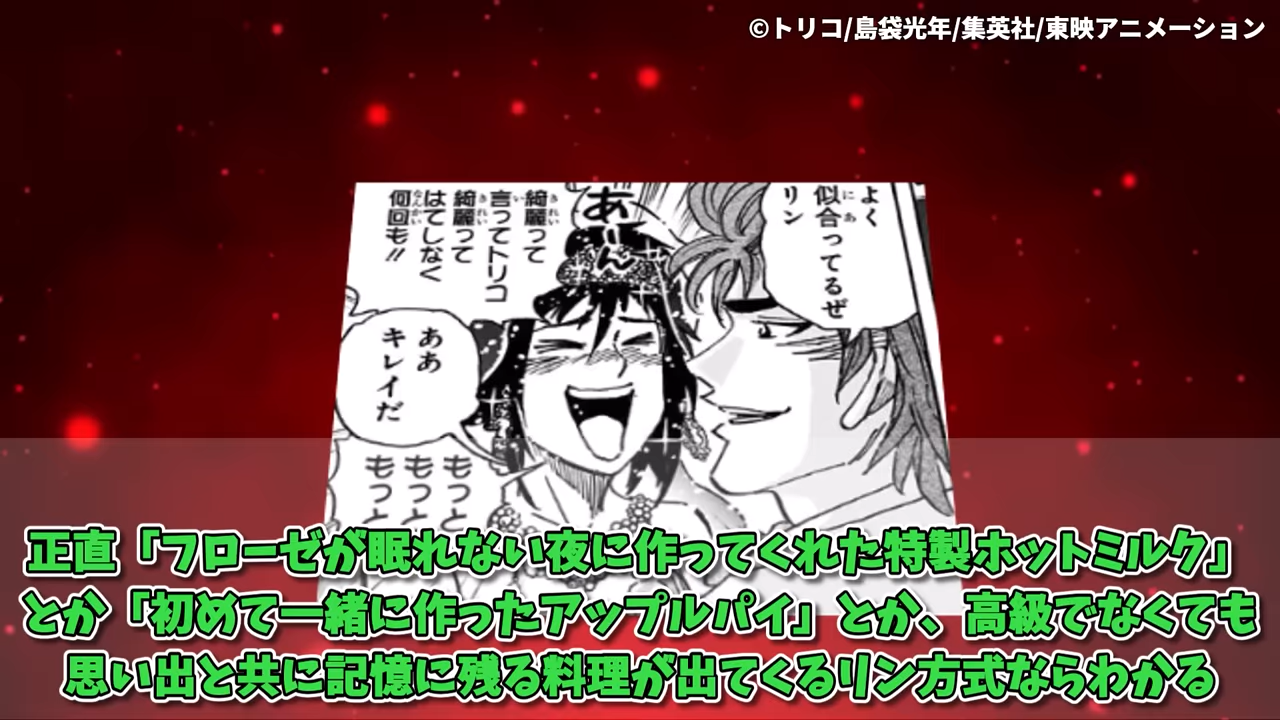 ©トリコ/島袋光年/集英社/東映アニメーション
よく
似合ってるぜ
リン
あーん
綺麗って
言ってトリコ
綺麗って
はてしなく
何回も!!
ああ
キレイだ
もっと
もっと
もっと
正直「フローゼが眠れない夜に作ってくれた特製ホットミルク」
とか「初めて一緒に作ったアップルパイ」とか、高級でなくても
思い出と共に記憶に残る料理が出てくるリン方式ならわかる